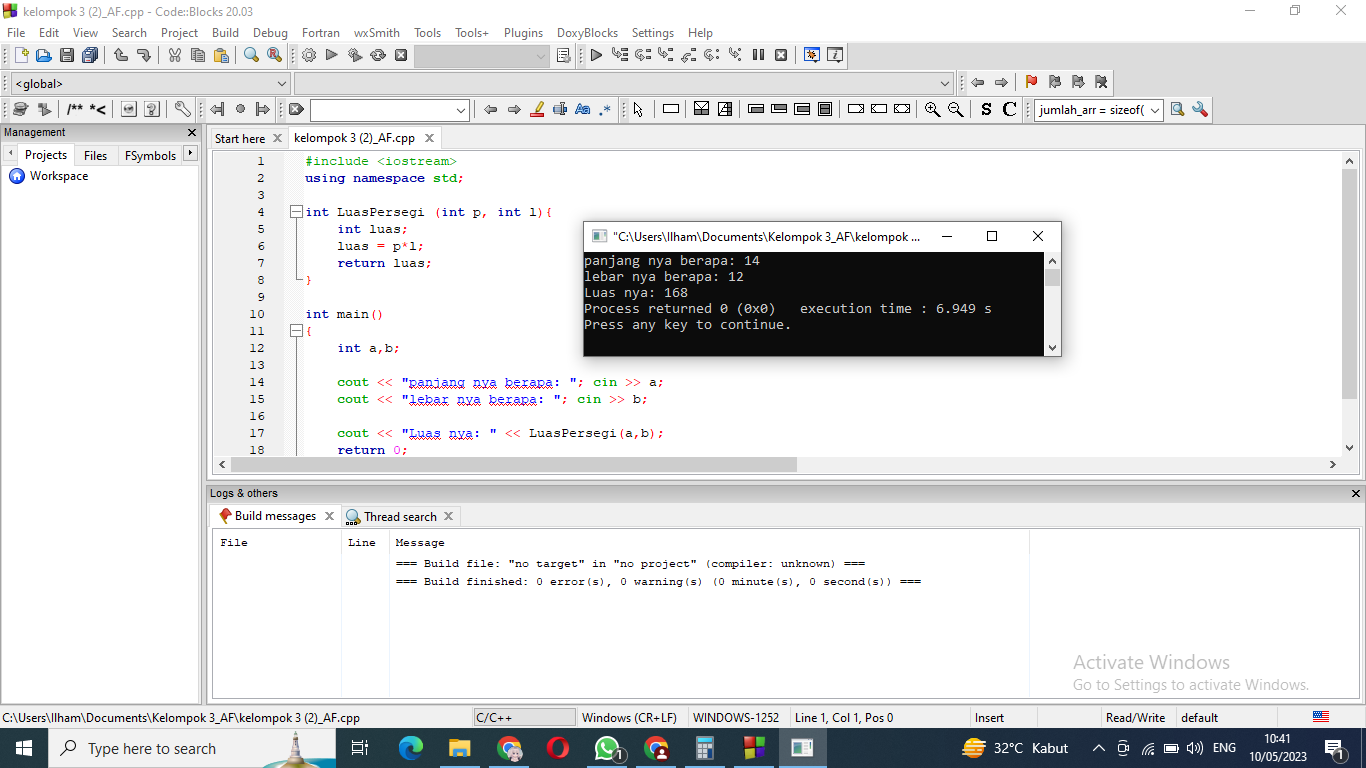 kelompok 3 (2)_AF.cpp - Code::Blocks 20.03
File Edit View Search Project Build Debug Fortran wxSmith Tools Tools+ Plugins DoxyBlocks Settings Help
<global>
/** *<
Aa .*
S C
jumlah_arr = sizeof(
Management
Projects Files FSymbols
Workspace
Start here kelompok 3 (2)_AF.cpp
1 #include <iostream>
2 using namespace std;
3
4 int LuasPersegi (int p, int l){
5 int luas;
6 luas = p*l;
7 return luas;
8 }
9
10 int main()
11 {
12 int a,b;
13
14 cout << "panjang nya berapa: "; cin >> a;
15 cout << "lebar nya berapa: "; cin >> b;
16
17 cout << "Luas nya: " << LuasPersegi(a,b);
18 return 0;
"C:\Users\Ilham\Documents\Kelompok 3_AF\kelompok ...
panjang nya berapa: 14
lebar nya berapa: 12
Luas nya: 168
Process returned 0 (0x0) execution time : 6.949 s
Press any key to continue.
Logs & others
Build messages Thread search
File Line Message
=== Build file: "no target" in "no project" (compiler: unknown) ===
=== Build finished: 0 error(s), 0 warning(s) (0 minute(s), 0 second(s)) ===
Activate Windows
Go to Settings to activate Windows.
C:\Users\Ilham\Documents\Kelompok 3_AF\kelompok 3 (2)_AF.cpp C/C++ Windows (CR+LF) WINDOWS-1252 Line 1, Col 1, Pos 0 Insert Read/Write default
Type here to search
1
32°C Kabut
ENG
10:41
10/05/2023
1